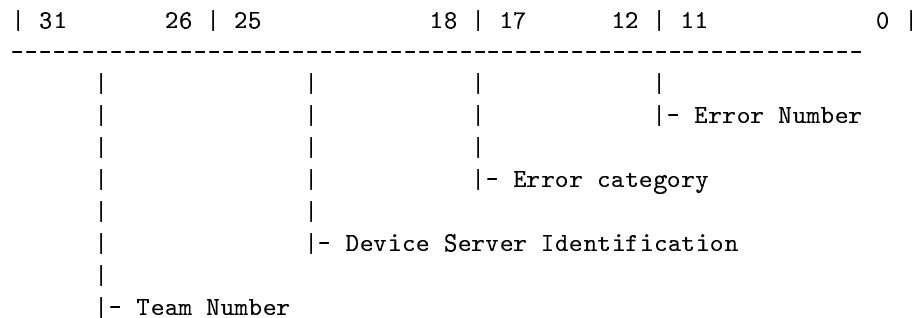 | 31 26 | 25 18 | 17 12 | 11 0 |
|- Error Number
|- Error category
|- Device Server Identification
|- Team Number